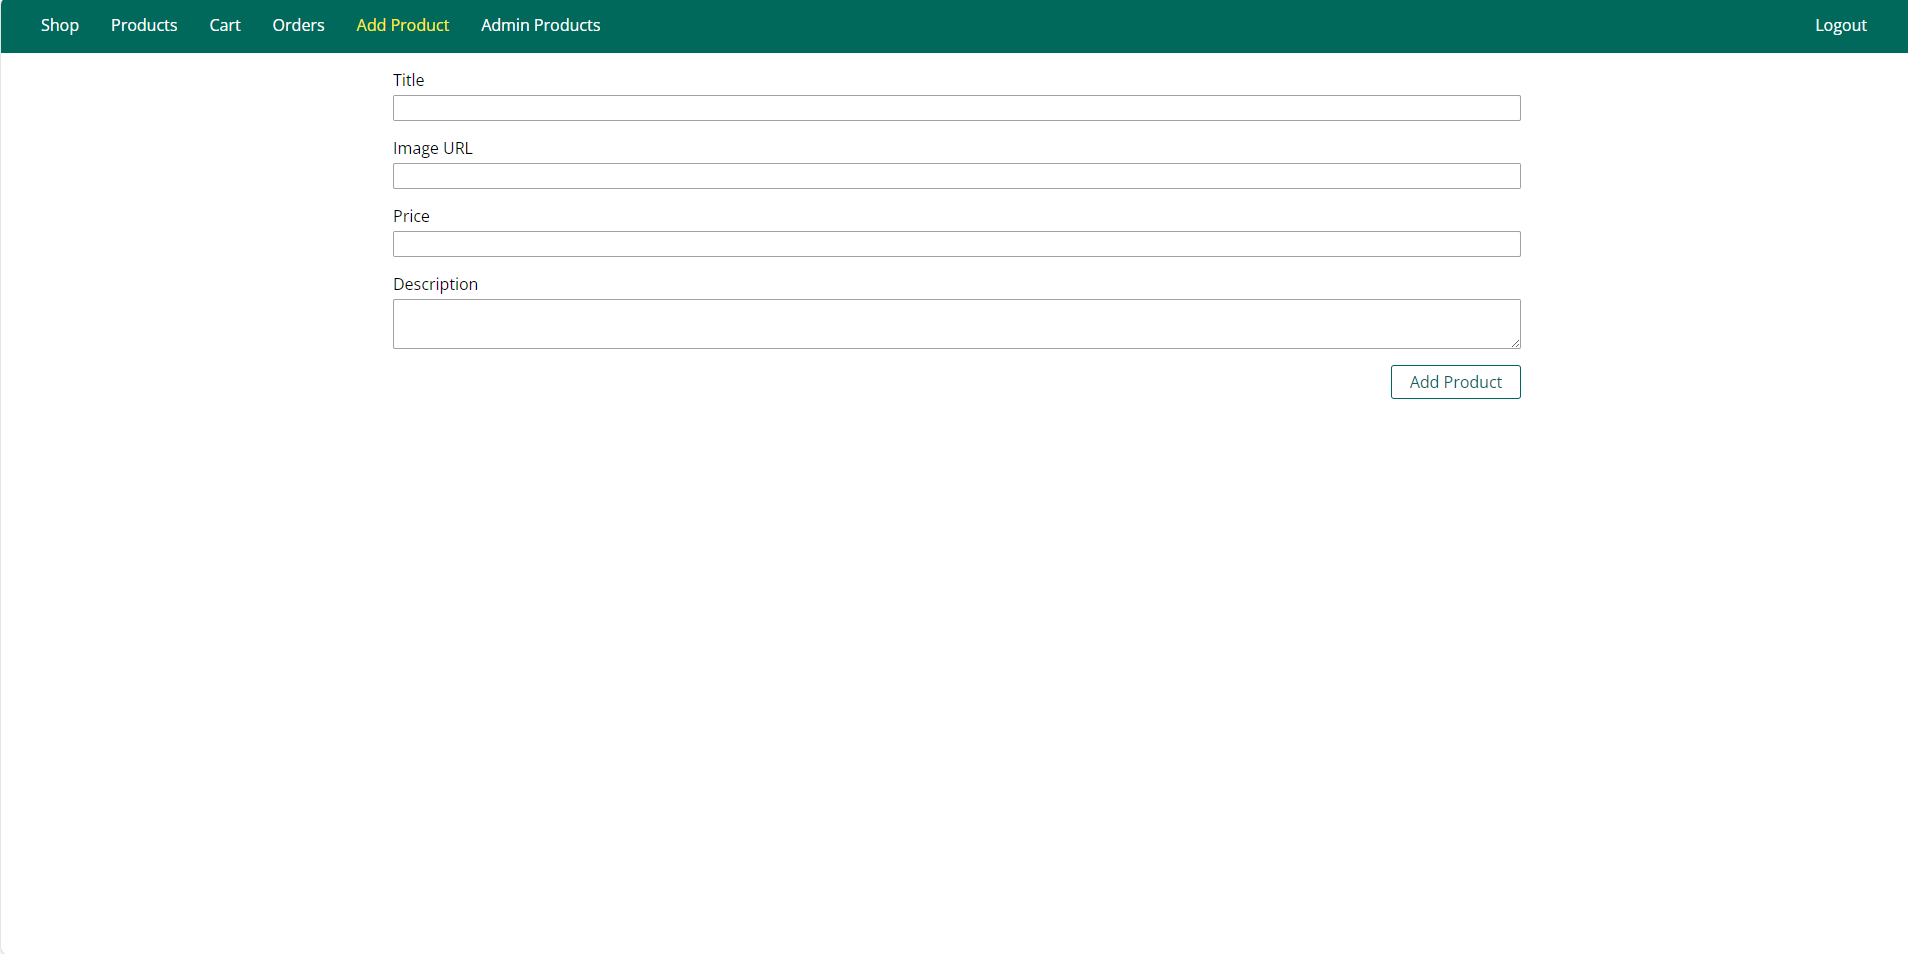 Shop Products Cart Orders Add Product Admin Products Logout
Title
Image URL
Price
Description
Add Product